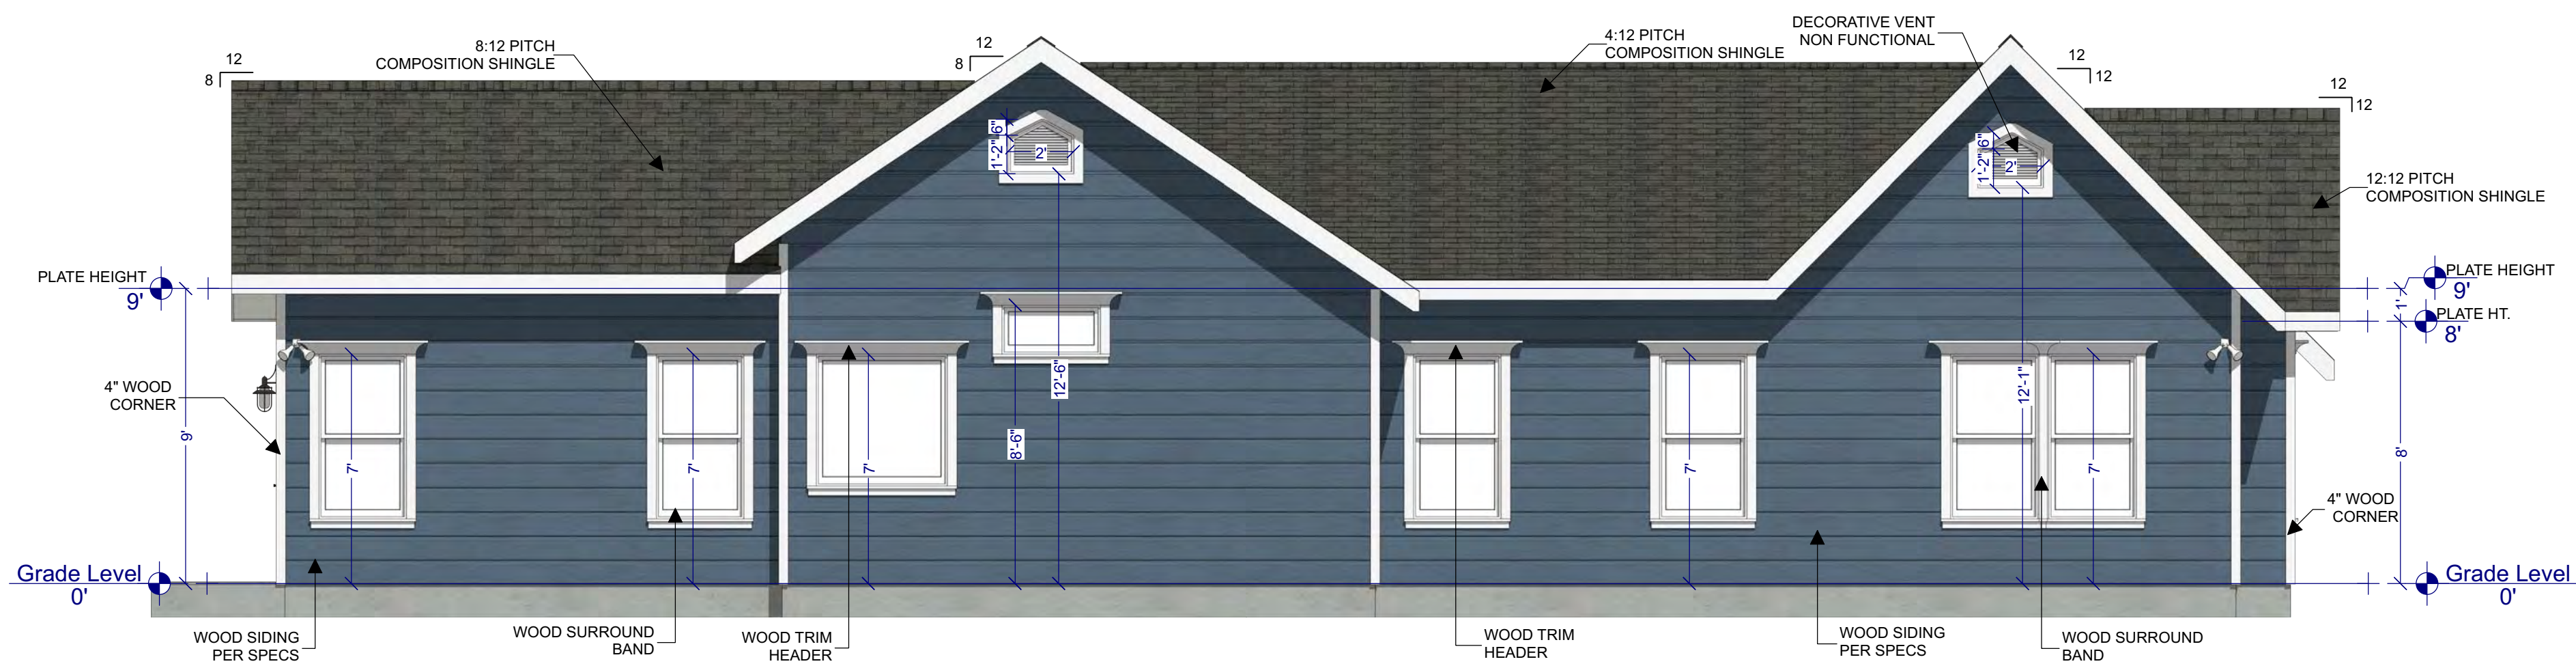 DECORATIVE VENT
NON FUNCTIONAL
8:12 PITCH
COMPOSITION SHINGLE
4:12 PITCH
COMPOSITION SHINGLE
12
8
12
8
12
12
12
12
12:12 PITCH
COMPOSITION SHINGLE
6"
1'-2"
2'
6"
1'-2"
2'
PLATE HEIGHT
9'
PLATE HEIGHT
9'
1'
PLATE HT.
8'
4" WOOD
CORNER
9'
7'
7'
7'
8'-6"
12'-6"
7'
12'-1"
7'
8'
4" WOOD
CORNER
Grade Level
0'
Grade Level
0'
WOOD SIDING
PER SPECS
WOOD SURROUND
BAND
WOOD TRIM
HEADER
WOOD TRIM
HEADER
WOOD SIDING
PER SPECS
WOOD SURROUND
BAND